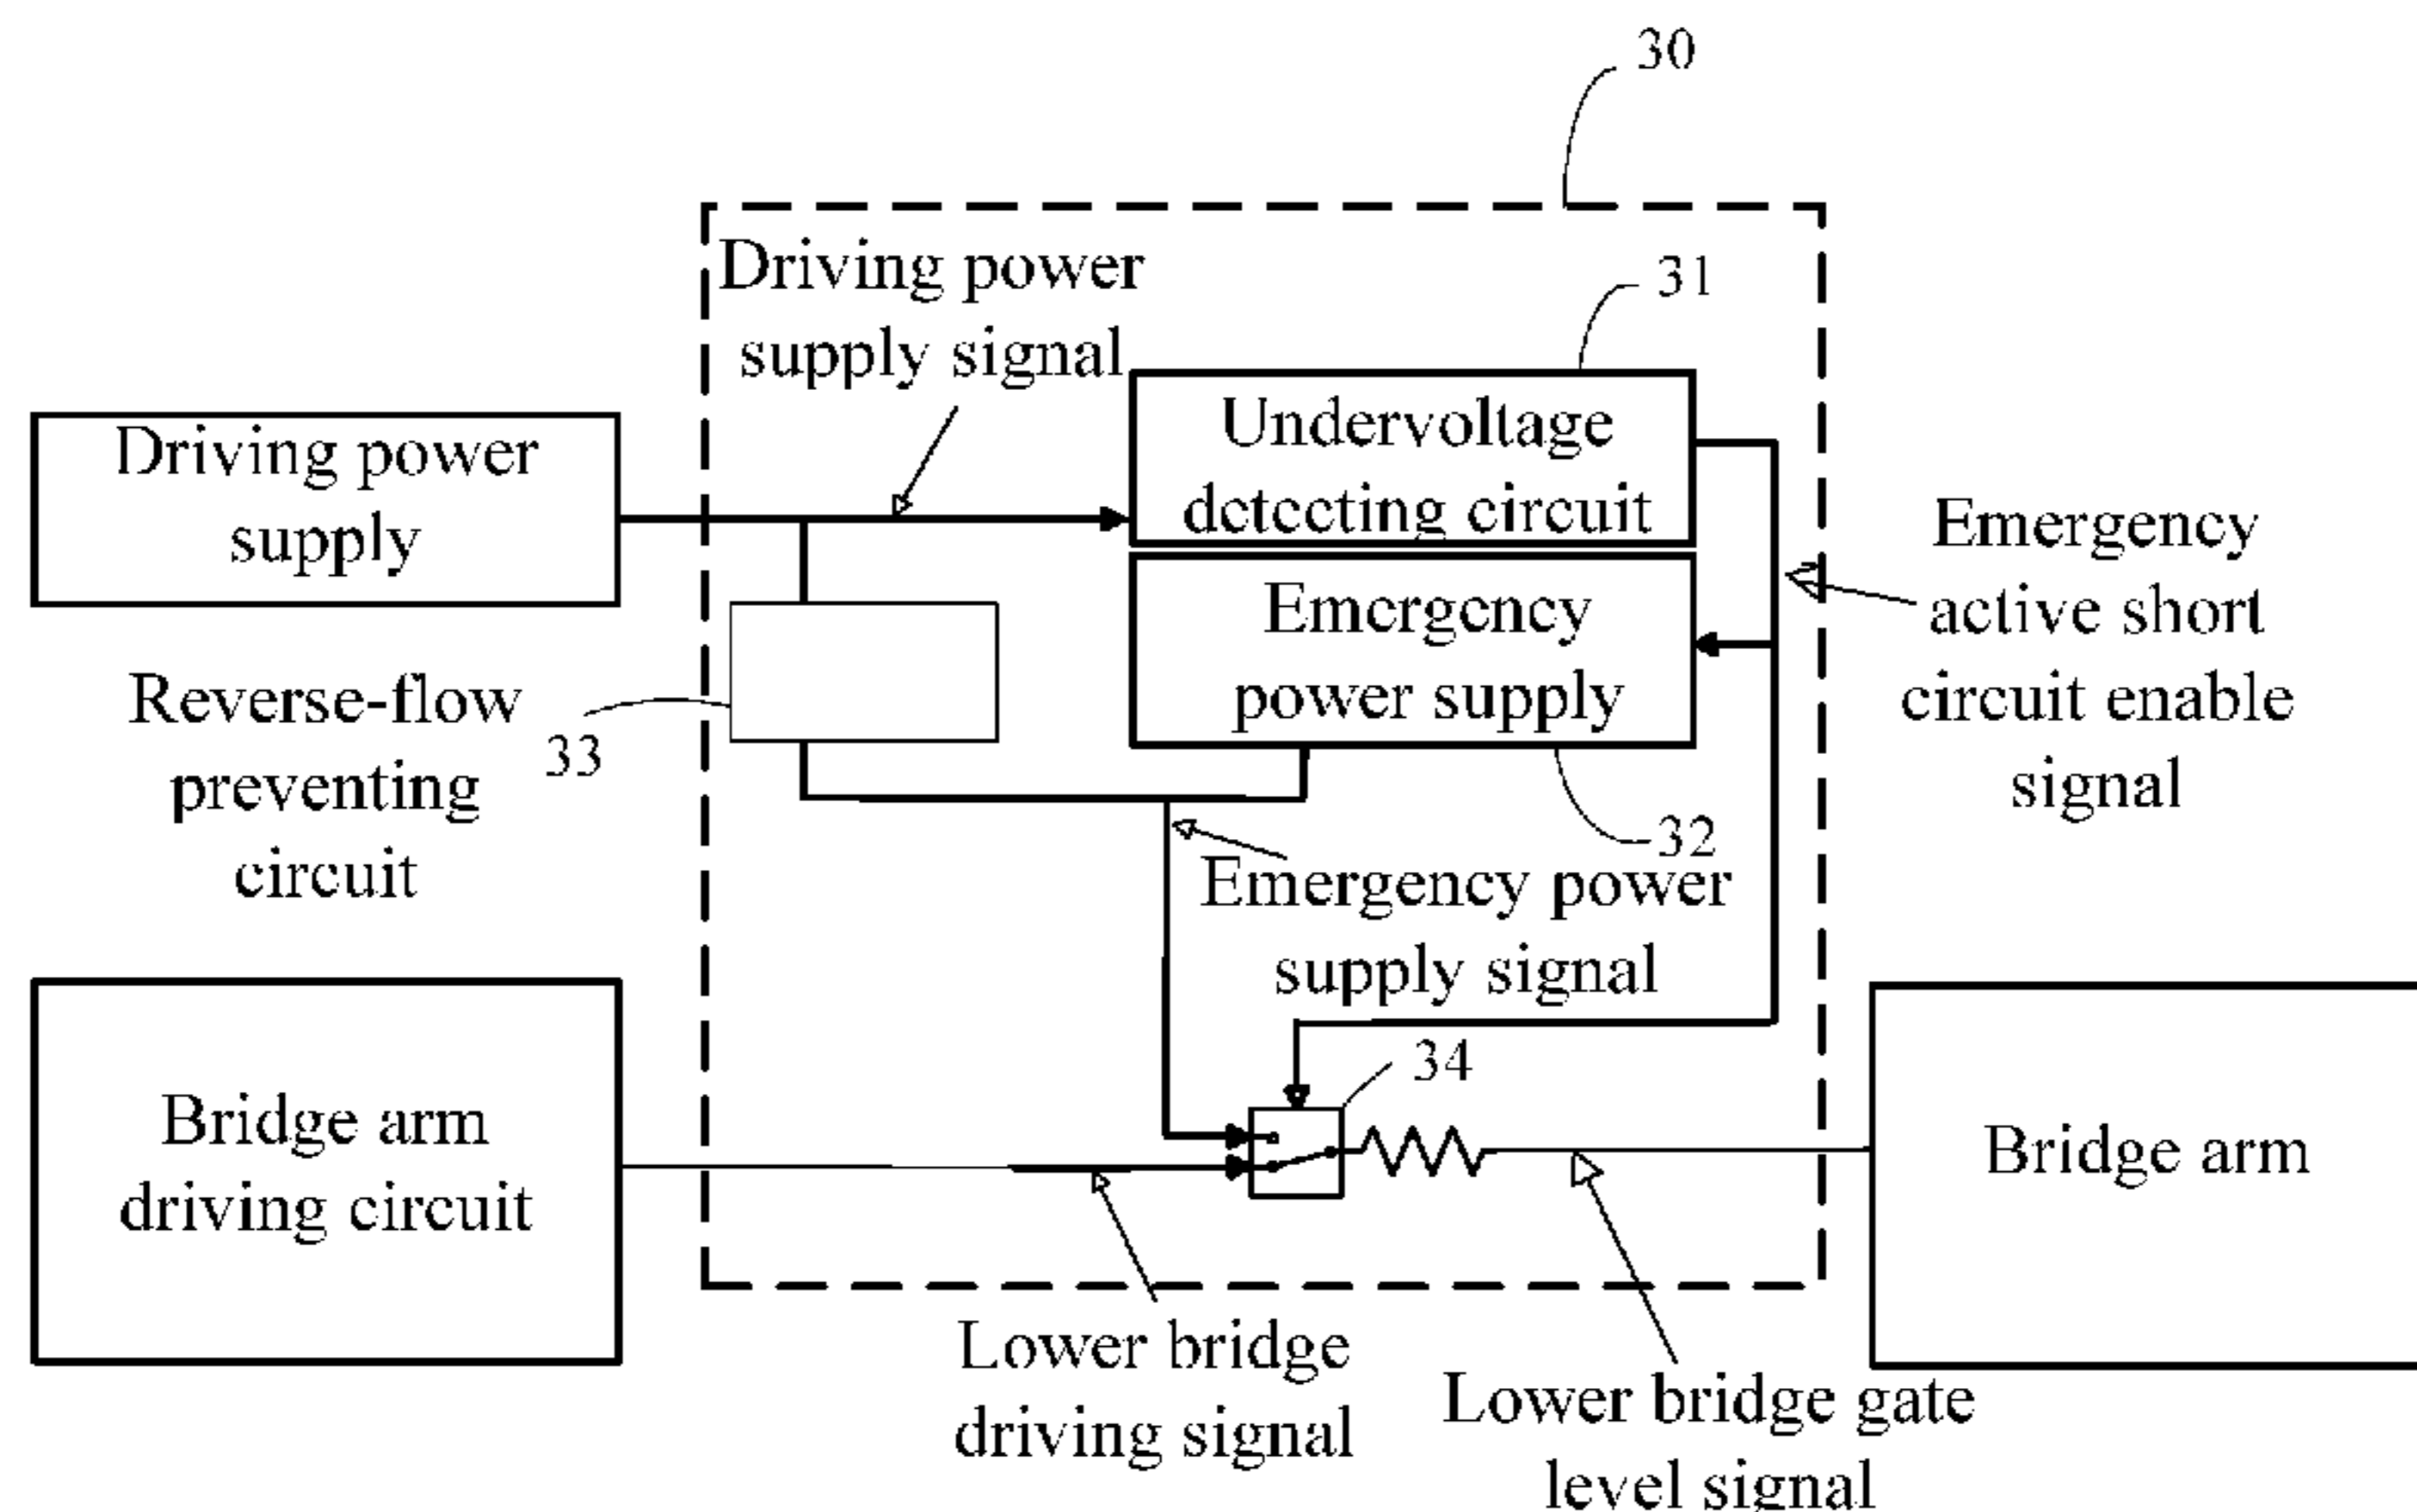 30
Driving power
supply signal
31
Driving power
supply
Undervoltage
detecting circuit
Emergency
power supply
Emergency
active short
circuit enable
signal
Reverse-flow
preventing
circuit
33
32
Emergency power
supply signal
34
Bridge arm
driving circuit
Bridge arm
Lower bridge
driving signal
Lower bridge gate
level signal